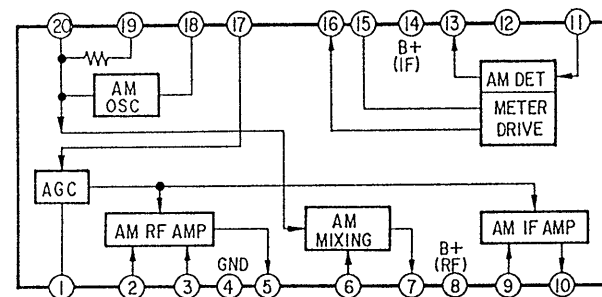 20 19 18 17 16 15 14 13 12 11
B+
(IF)
AM
OSC
AM DET
METER
DRIVE
AGC
AM RF AMP
AM
MIXING
AM IF AMP
GND
B+
(RF)
1 2 3 4 5 6 7 8 9 10